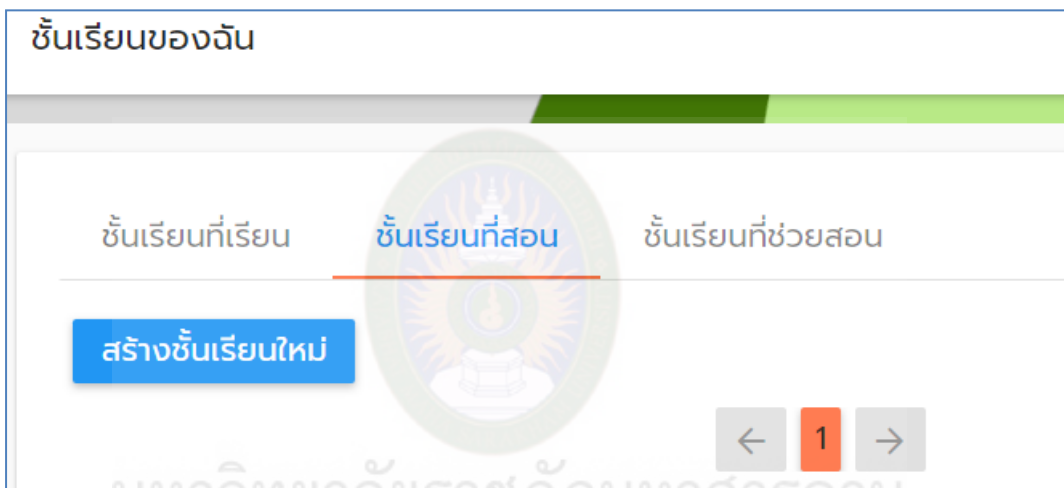 ชั้นเรียนของฉัน
ชั้นเรียนที่เรียน ชั้นเรียนที่สอน ชั้นเรียนที่ช่วยสอน
สร้างชั้นเรียนใหม่
← 1 →